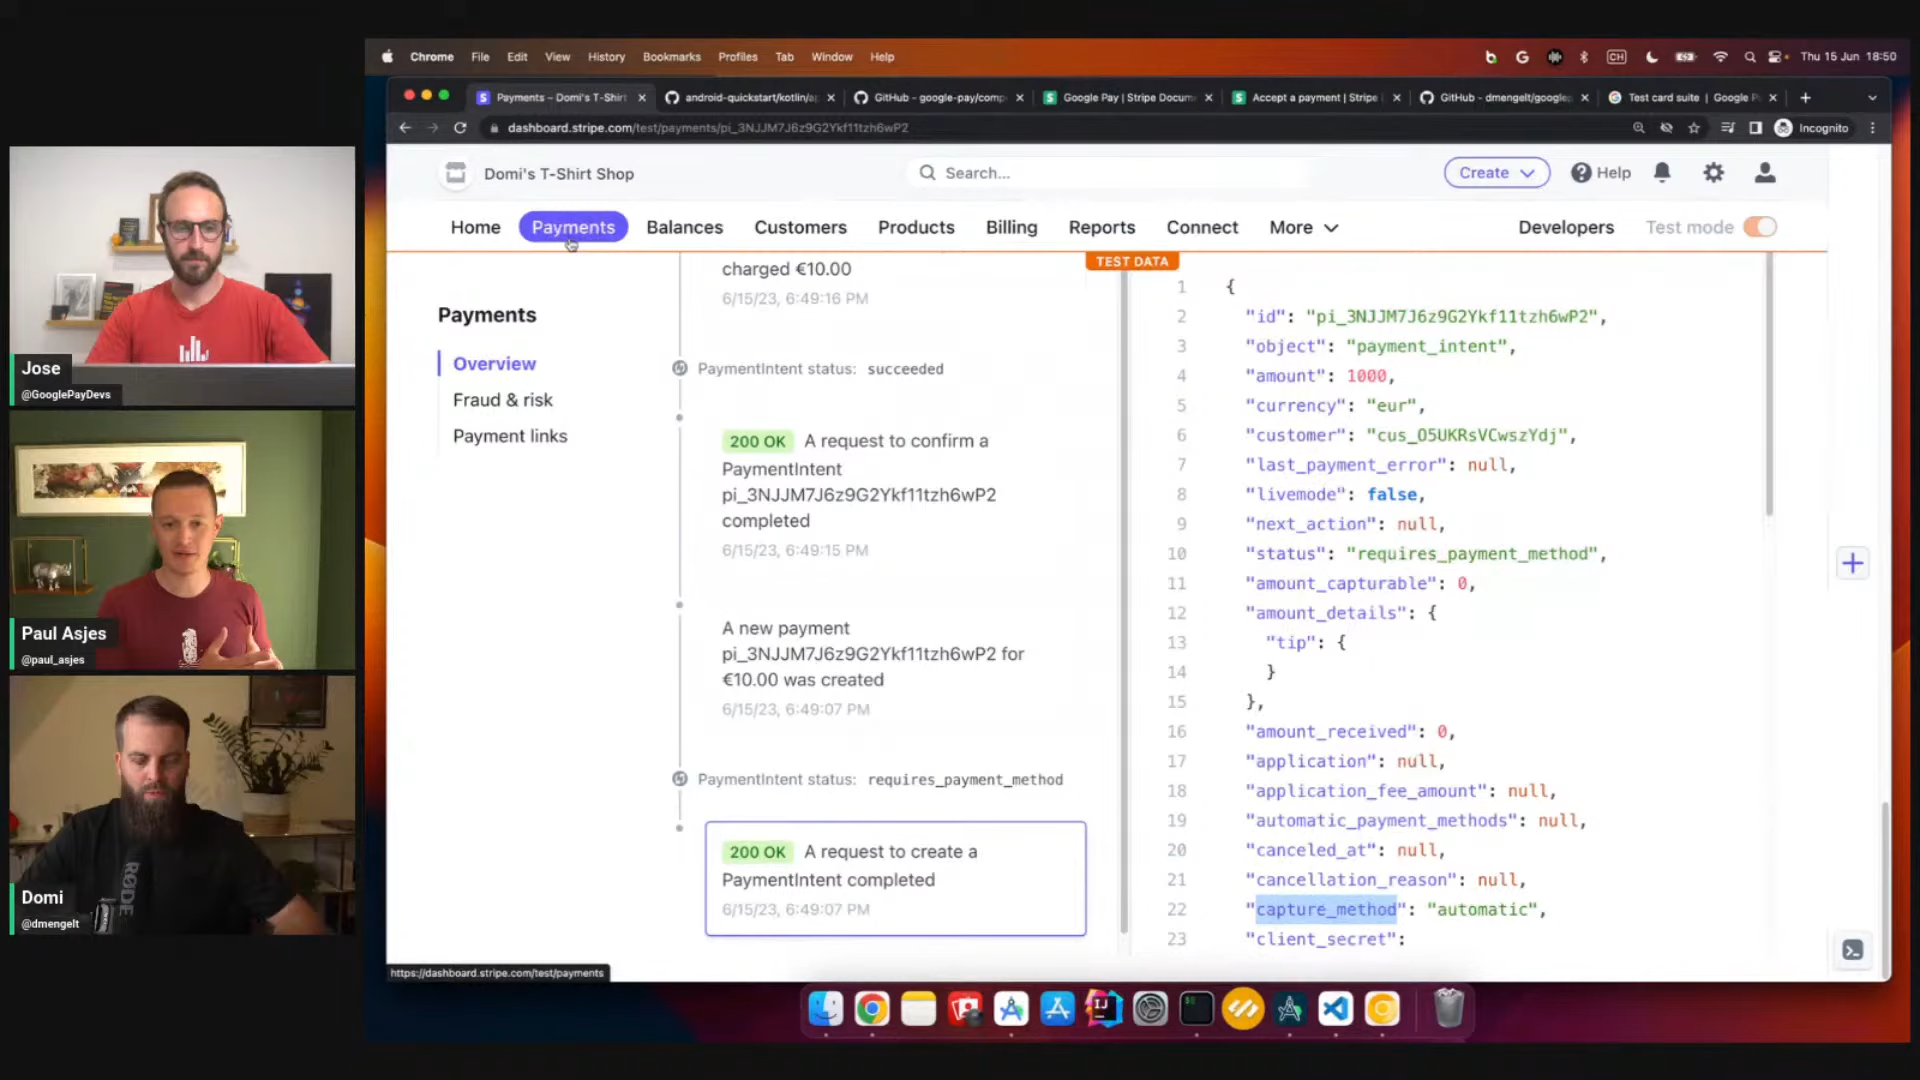 Chrome File Edit View History Bookmarks Profiles Tab Window Help
CH
Thu 15 Jun 18:50
Payments – Domi's T-Shirt
android-quickstart/kotlin/a
GitHub - google-pay/comp
Google Pay | Stripe Docum
Accept a payment | Stripe
GitHub - dmengelt/google
Test card suite | Google P
dashboard.stripe.com/test/payments/pi_3NJJM7J6z9G2Ykf11tzh6wP2
Incognito
Domi's T-Shirt Shop
Search...
Create
Help
Home Payments Balances Customers Products Billing Reports Connect More
Developers Test mode
TEST DATA
Payments
Overview
Fraud & risk
Payment links
charged €10.00
6/15/23, 6:49:16 PM
PaymentIntent status: succeeded
200 OK A request to confirm a
PaymentIntent
pi_3NJJM7J6z9G2Ykf11tzh6wP2
completed
6/15/23, 6:49:15 PM
A new payment
pi_3NJJM7J6z9G2Ykf11tzh6wP2 for
€10.00 was created
6/15/23, 6:49:07 PM
PaymentIntent status: requires_payment_method
200 OK A request to create a
PaymentIntent completed
6/15/23, 6:49:07 PM
1 {
2 "id": "pi_3NJJM7J6z9G2Ykf11tzh6wP2",
3 "object": "payment_intent",
4 "amount": 1000,
5 "currency": "eur",
6 "customer": "cus_O5UKRsVCwszYdj",
7 "last_payment_error": null,
8 "livemode": false,
9 "next_action": null,
10 "status": "requires_payment_method",
11 "amount_capturable": 0,
12 "amount_details": {
13 "tip": {
14 }
15 },
16 "amount_received": 0,
17 "application": null,
18 "application_fee_amount": null,
19 "automatic_payment_methods": null,
20 "canceled_at": null,
21 "cancellation_reason": null,
22 "capture_method": "automatic",
23 "client_secret":
https://dashboard.stripe.com/test/payments
Jose
@GooglePayDevs
Paul Asjes
@paul_asjes
RØDE
Domi
@dmengelt